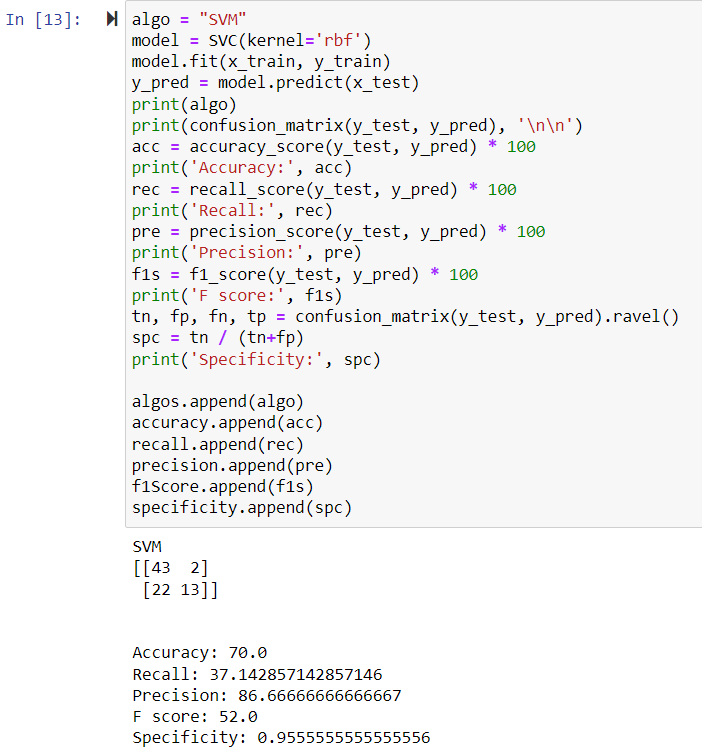 In [13]:
algo = "SVM"
model = SVC(kernel='rbf')
model.fit(x_train, y_train)
y_pred = model.predict(x_test)
print(algo)
print(confusion_matrix(y_test, y_pred), '\n\n')
acc = accuracy_score(y_test, y_pred) * 100
print('Accuracy:', acc)
rec = recall_score(y_test, y_pred) * 100
print('Recall:', rec)
pre = precision_score(y_test, y_pred) * 100
print('Precision:', pre)
f1s = f1_score(y_test, y_pred) * 100
print('F score:', f1s)
tn, fp, fn, tp = confusion_matrix(y_test, y_pred).ravel()
spc = tn / (tn+fp)
print('Specificity:', spc)

algos.append(algo)
accuracy.append(acc)
recall.append(rec)
precision.append(pre)
f1Score.append(f1s)
specificity.append(spc)

SVM
[[43  2]
 [22 13]]


Accuracy: 70.0
Recall: 37.142857142857146
Precision: 86.66666666666667
F score: 52.0
Specificity: 0.9555555555555556